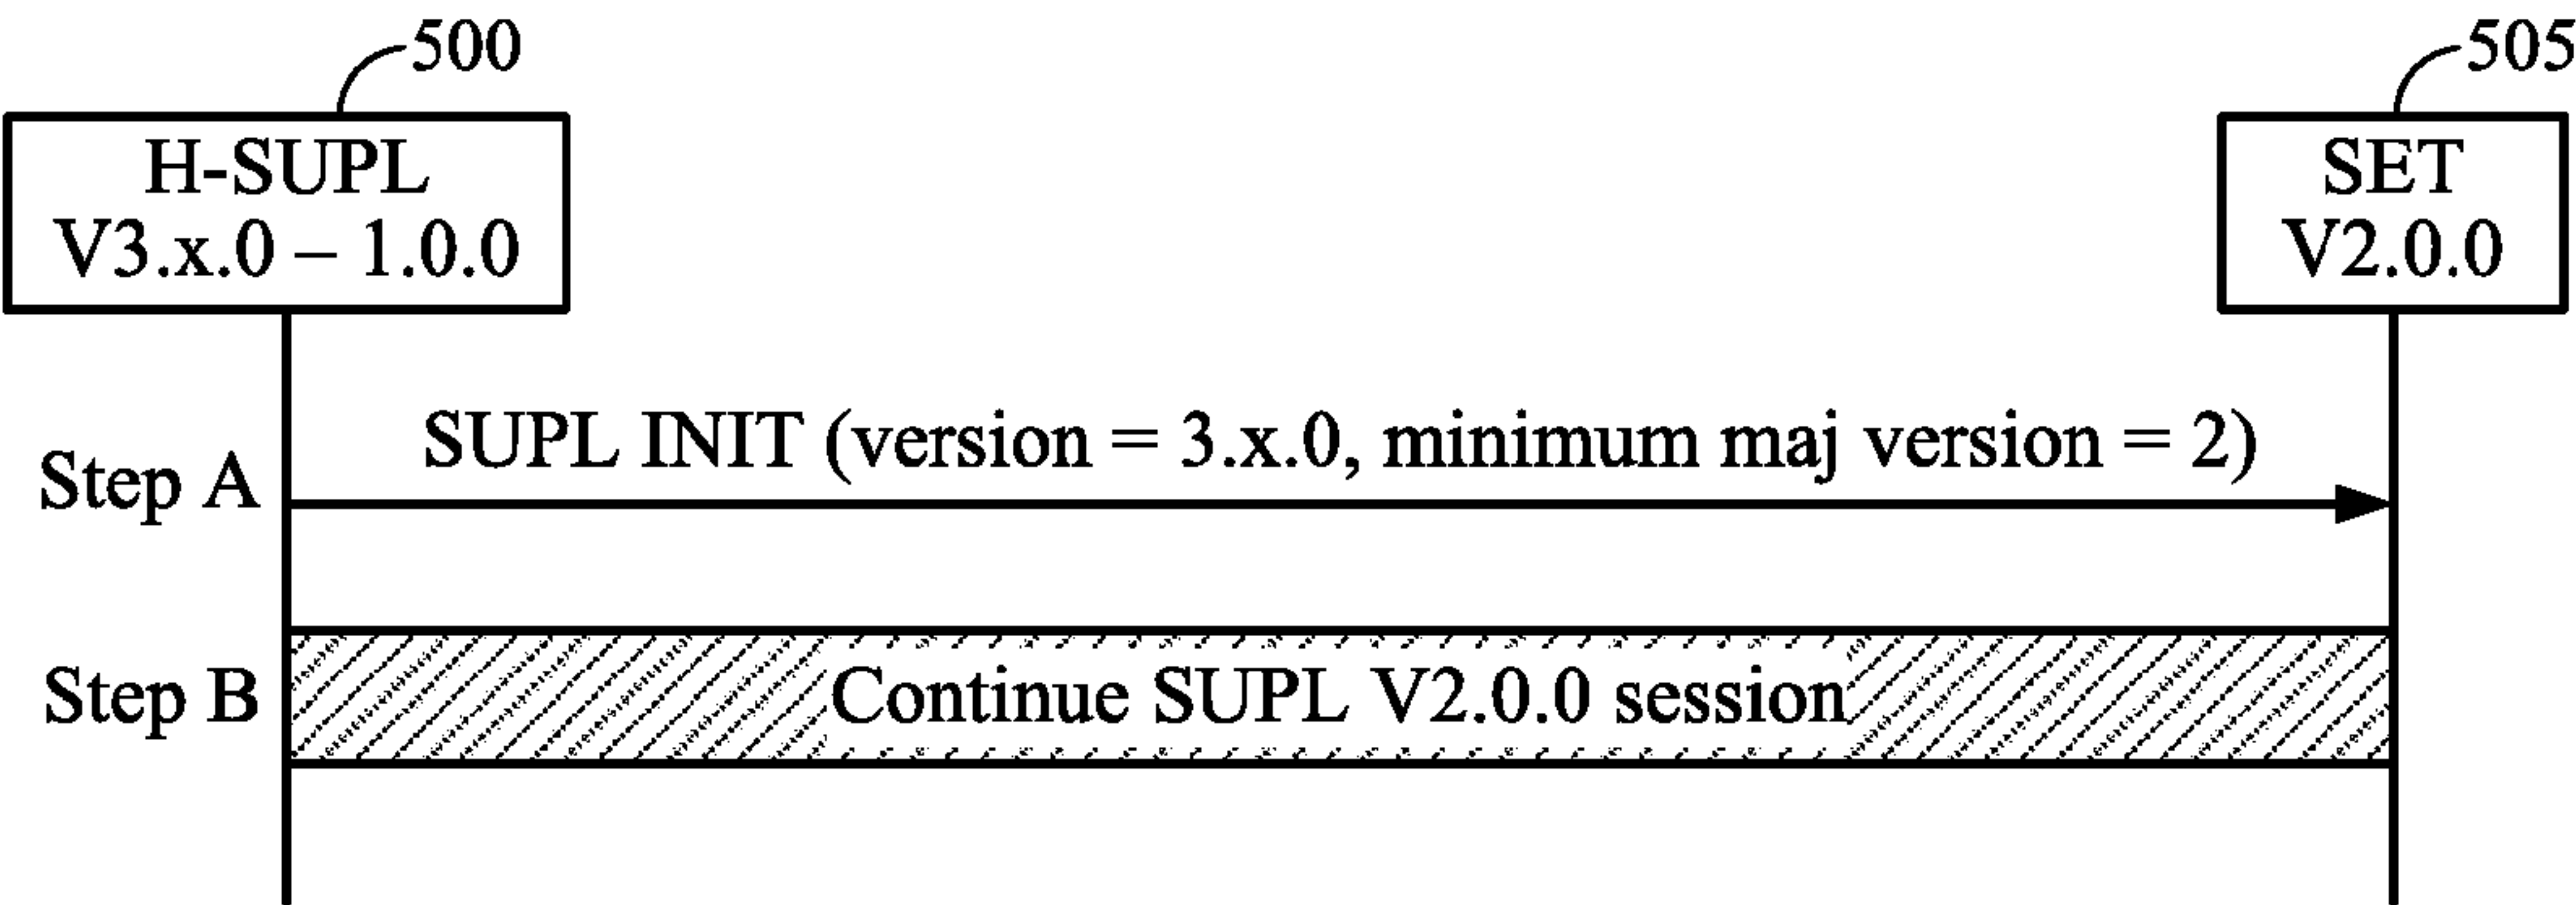 500
505
H-SUPL
V3.x.0 – 1.0.0
SET
V2.0.0
SUPL INIT (version = 3.x.0, minimum maj version = 2)
Step A
Step B
Continue SUPL V2.0.0 session